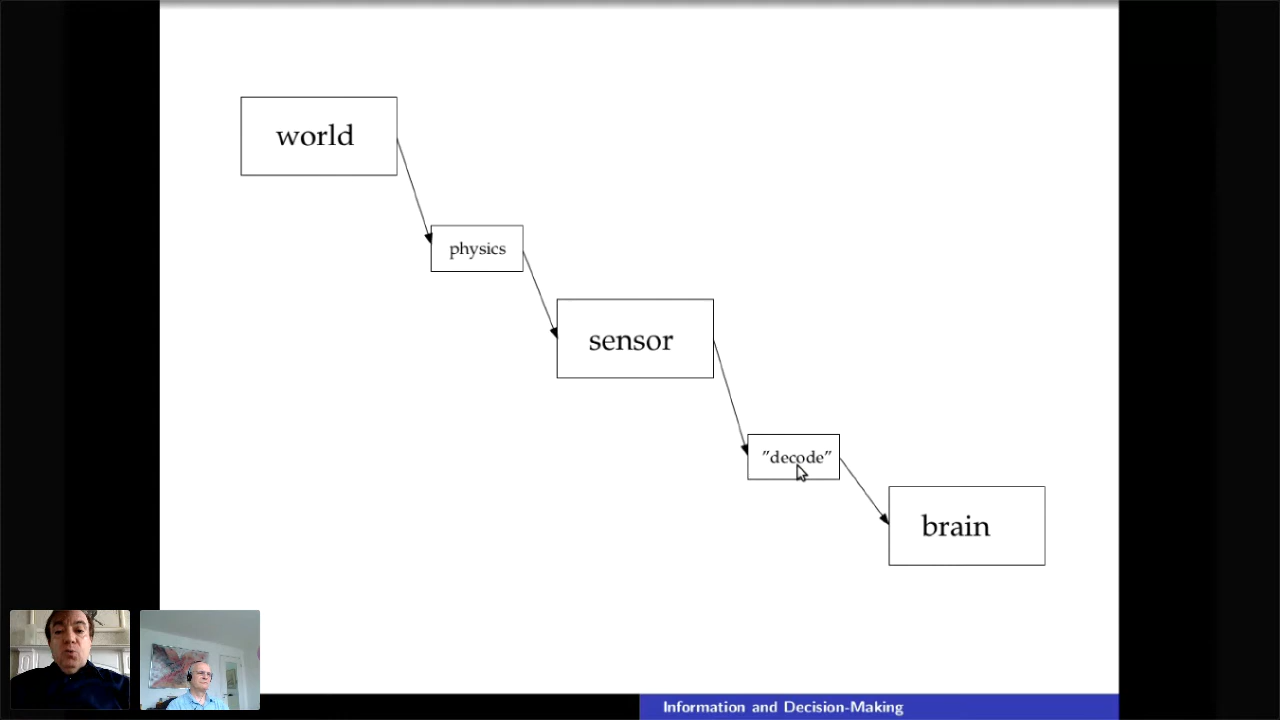 world
physics
sensor
”decode”
brain
Information and Decision-Making